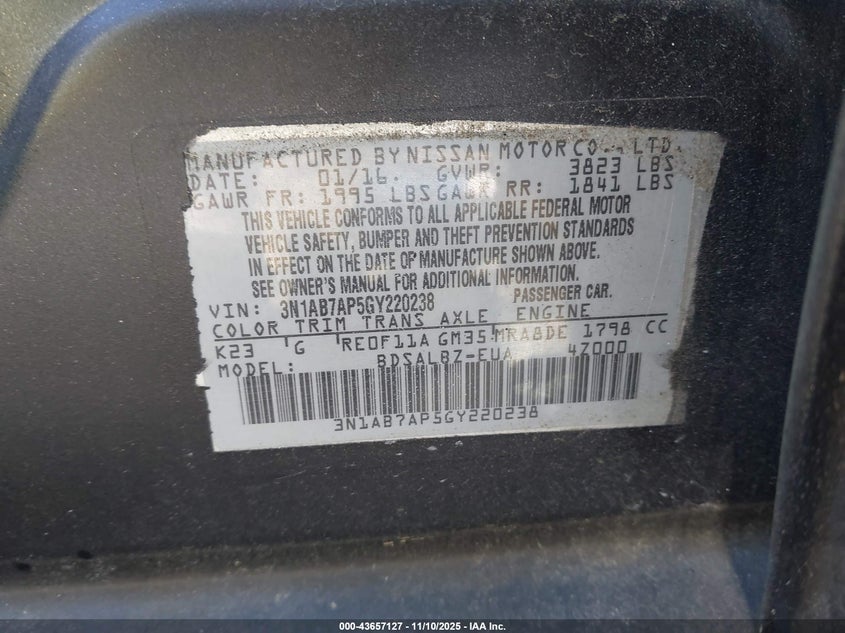 MANUFACTURED BY NISSAN MOTOR CO., LTD.
DATE: 01/16 GVWR: 3823 LBS
GAWR FR: 1995 LBS GAWR RR: 1841 LBS
THIS VEHICLE CONFORMS TO ALL APPLICABLE FEDERAL MOTOR
VEHICLE SAFETY, BUMPER AND THEFT PREVENTION STANDARDS
IN EFFECT ON THE DATE OF MANUFACTURE SHOWN ABOVE.
SEE OWNER'S MANUAL FOR ADDITIONAL INFORMATION.
VIN: 3N1AB7AP5GY220238 PASSENGER CAR.
COLOR TRIM TRANS AXLE ENGINE
K23 G RE0F11A GM35 MRA8DE 1798 CC
MODEL: BDSALBZ-EUA 4Z000
3N1AB7AP5GY220238
000-43657127 - 11/10/2025 - IAA Inc.